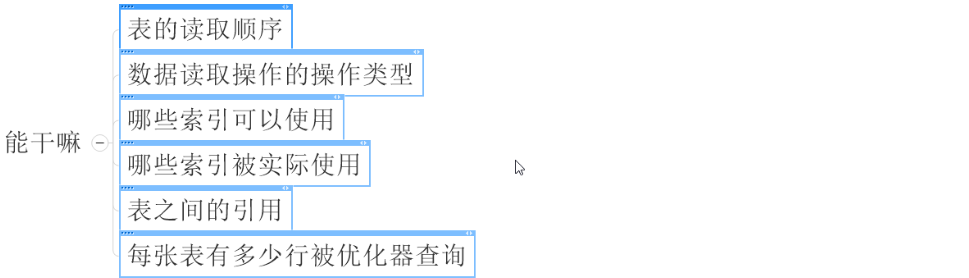 表的读取顺序
数据读取操作的操作类型
哪些索引可以使用
能干嘛
哪些索引被实际使用
表之间的引用
每张表有多少行被优化器查询